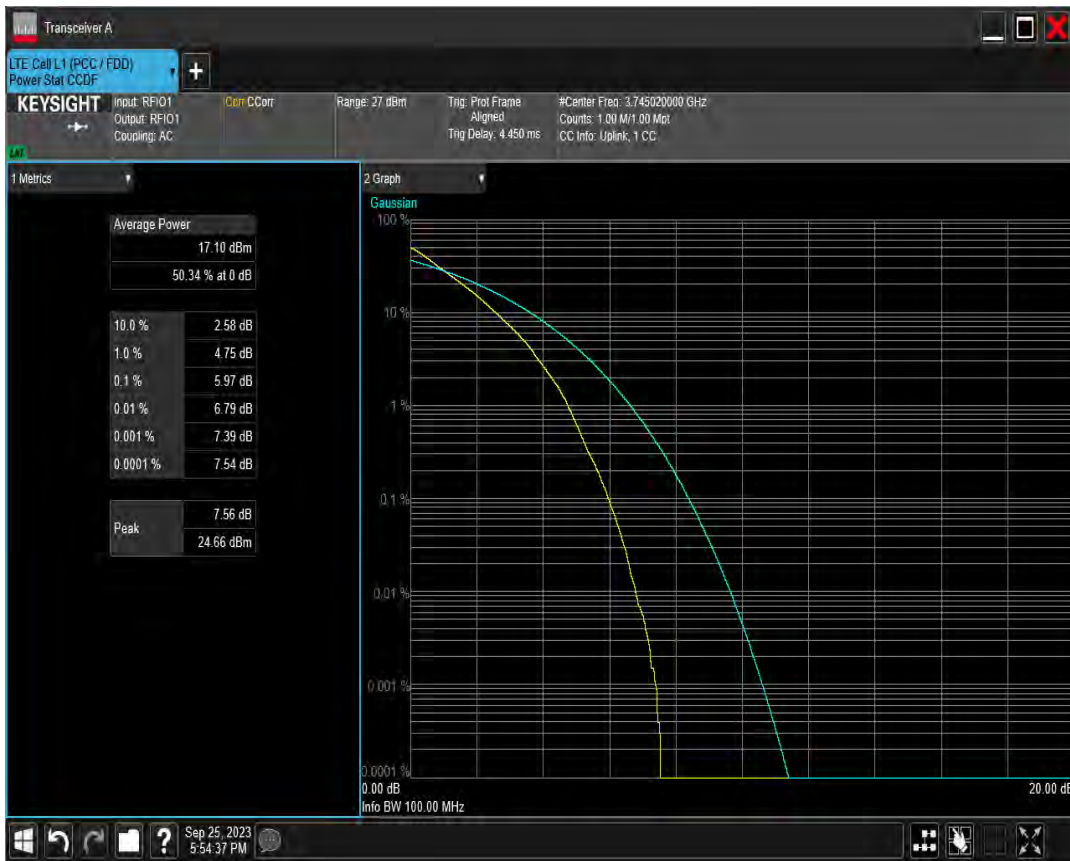 Transceiver A
LTE Cell L1 (PCC / FDD)
Power Stat CCDF
KEYSIGHT
Input: RFIO1
Output: RFIO1
Coupling: AC
Corr CCorr
Range: 27 dBm
Trig: Prot Frame
Aligned
Trig Delay: 4.450 ms
#Center Freq: 3.745020000 GHz
Counts: 1.00 M/1.00 Mpt
CC Info: Uplink, 1 CC
LXI
1 Metrics
Average Power
17.10 dBm
50.34 % at 0 dB
10.0 % 2.58 dB
1.0 % 4.75 dB
0.1 % 5.97 dB
0.01 % 6.79 dB
0.001 % 7.39 dB
0.0001 % 7.54 dB
Peak
7.56 dB
24.66 dBm
2 Graph
Gaussian
100 %
10 %
1 %
0.1 %
0.01 %
0.001 %
0.0001 %
0.00 dB
20.00 dB
Info BW 100.00 MHz
Sep 25, 2023
5:54:37 PM